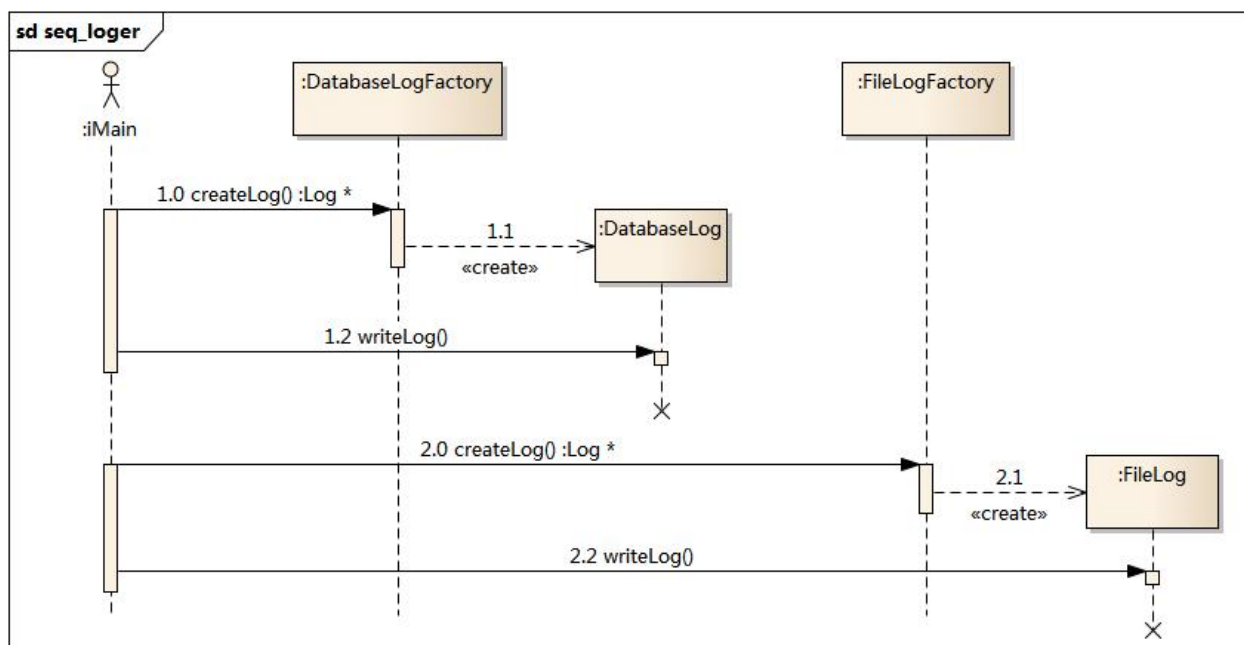 sd seq_loger
:DatabaseLogFactory
:FileLogFactory
:iMain
1.0 createLog() :Log *
:DatabaseLog
1.1
«create»
1.2 writeLog()
2.0 createLog() :Log *
:FileLog
2.1
«create»
2.2 writeLog()